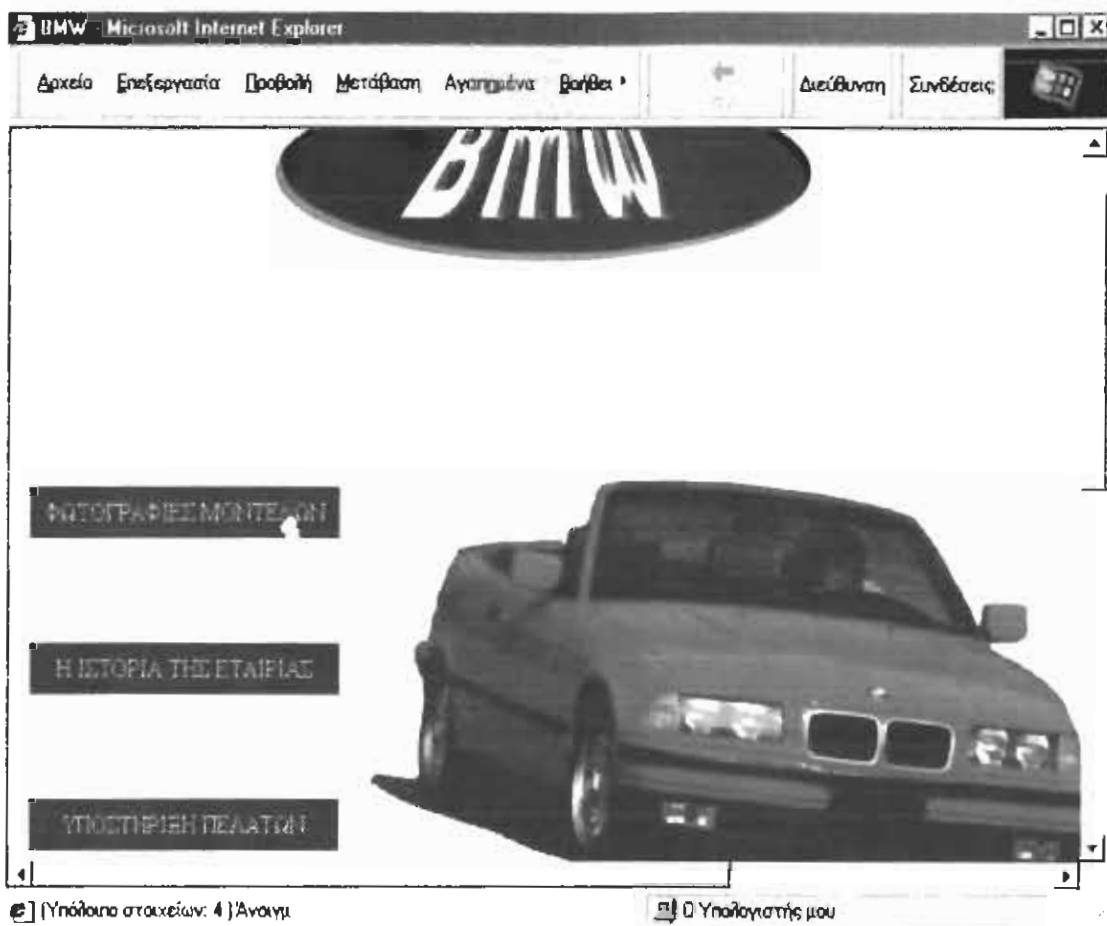 BMW - Microsoft Internet Explorer
Αρχείο Επεξεργασία Προβολή Μετάβαση Αγαπημένα Βοήθει Διεύθυνση Συνδέσεις
BMW
ΦΩΤΟΓΡΑΦΙΕΣ ΜΟΝΤΕΛΩΝ
Η ΙΣΤΟΡΙΑ ΤΗΣ ΕΤΑΙΡΙΑΣ
ΥΠΟΣΤΗΡΙΞΗ ΠΕΛΑΤΩΝ
(Υπόλοιπο στοιχείων: 4 ) Άνοιγμ Ο Υπολογιστής μου